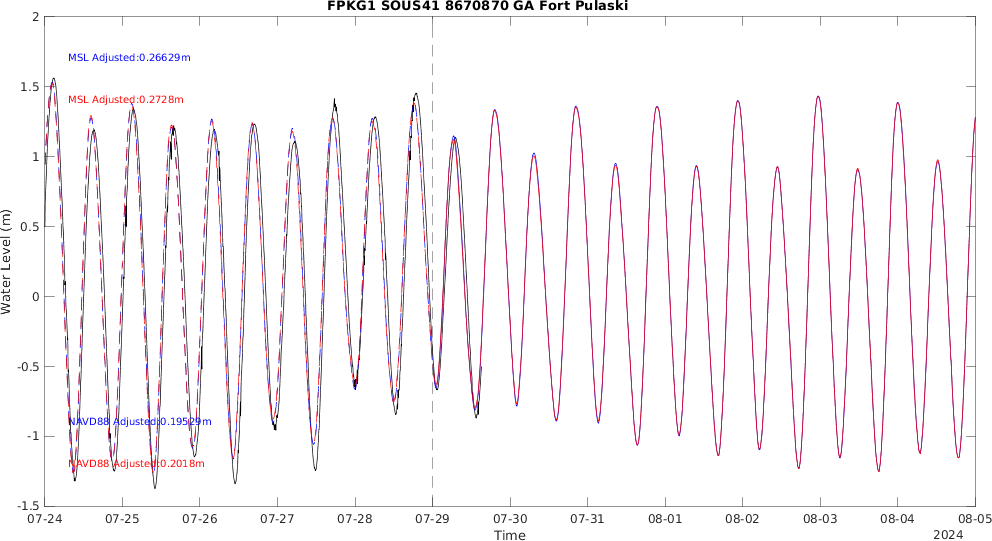 FPKG1 SOUS41 8670870 GA Fort Pulaski
2
1.5
1
0.5
0
-0.5
-1
-1.5
Water Level (m)
MSL Adjusted:0.26629m
MSL Adjusted:0.2728m
NAVD88 Adjusted:0.19529m
NAVD88 Adjusted:0.2018m
07-24 07-25 07-26 07-27 07-28 07-29 07-30 07-31 08-01 08-02 08-03 08-04 08-05
Time
2024